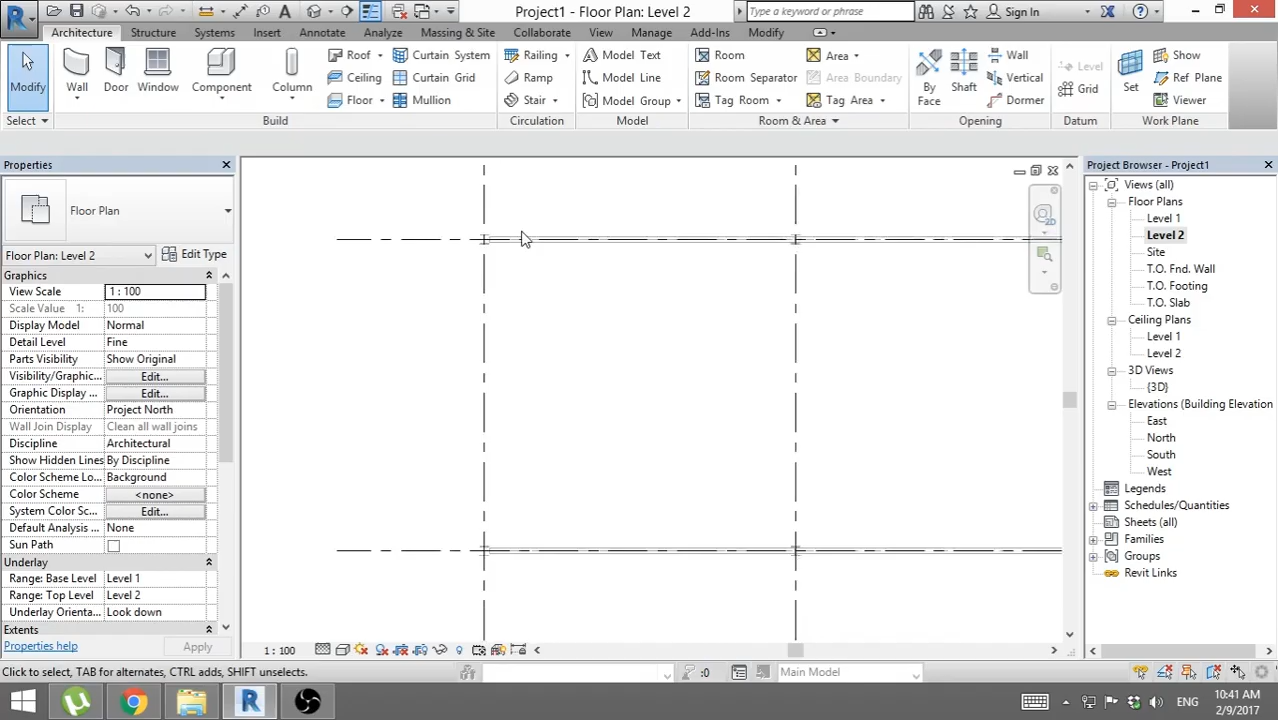 Project1 - Floor Plan: Level 2
Type a keyword or phrase
Sign In
Architecture Structure Systems Insert Annotate Analyze Massing & Site Collaborate View Manage Add-Ins Modify
Modify
Wall
Door
Window
Component
Column
Roof
Ceiling
Floor
Curtain System
Curtain Grid
Mullion
Railing
Ramp
Stair
Model Text
Model Line
Model Group
Room
Room Separator
Tag Room
Area
Area Boundary
Tag Area
By Face
Shaft
Wall
Vertical
Dormer
Level
Grid
Set
Show
Ref Plane
Viewer
Select Build Circulation Model Room & Area Opening Datum Work Plane
Properties
Floor Plan
Floor Plan: Level 2 Edit Type
Graphics
View Scale 1 : 100
Scale Value 1: 100
Display Model Normal
Detail Level Fine
Parts Visibility Show Original
Visibility/Graphic... Edit...
Graphic Display ... Edit...
Orientation Project North
Wall Join Display Clean all wall joins
Discipline Architectural
Show Hidden Lines By Discipline
Color Scheme Lo... Background
Color Scheme <none>
System Color Sc... Edit...
Default Analysis ... None
Sun Path
Underlay
Range: Base Level Level 1
Range: Top Level Level 2
Underlay Orienta... Look down
Extents
Properties help Apply
2D
1 : 100
Project Browser - Project1
Views (all)
Floor Plans
Level 1
Level 2
Site
T.O. Fnd. Wall
T.O. Footing
T.O. Slab
Ceiling Plans
Level 1
Level 2
3D Views
{3D}
Elevations (Building Elevation
East
North
South
West
Legends
Schedules/Quantities
Sheets (all)
Families
Groups
Revit Links
Click to select, TAB for alternates, CTRL adds, SHIFT unselects.
:0
Main Model
ENG
10:41 AM
2/9/2017